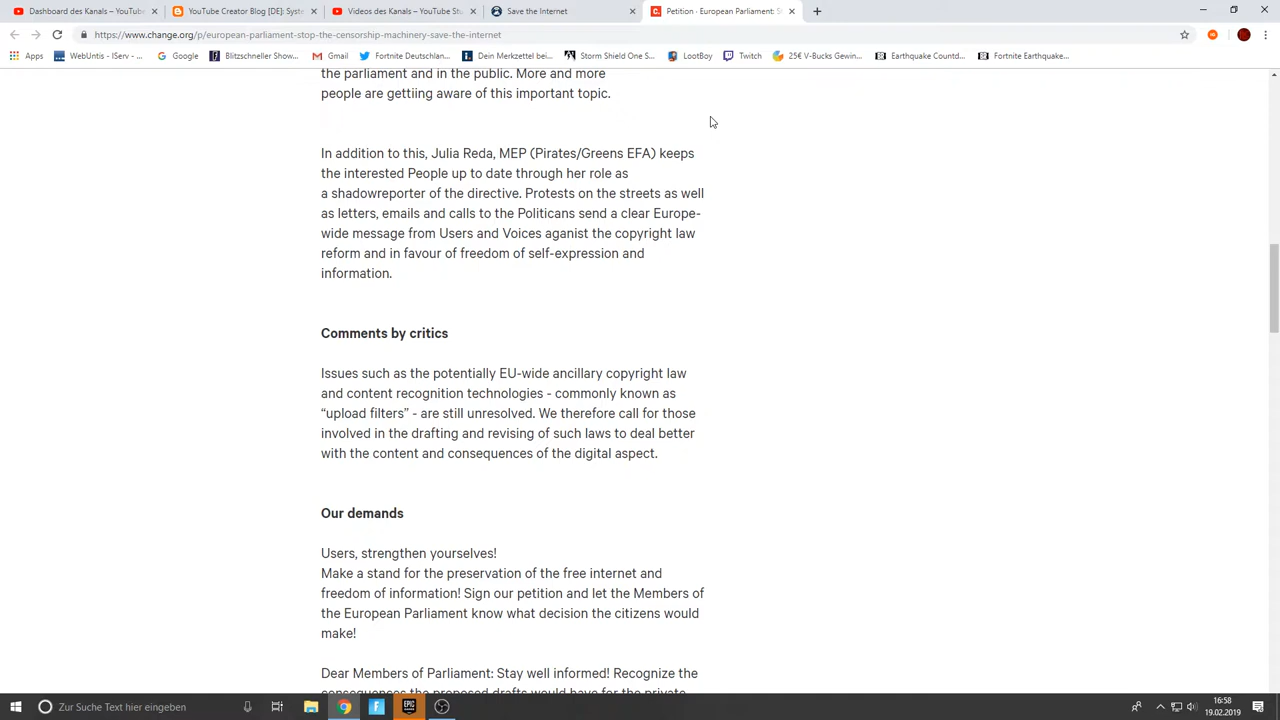 Dashboard des Kanals – YouTube
YouTube Creator Blog [DE]: Syste
Videos des Kanals – YouTube Stu
Save the Internet
Petition · European Parliament: St
https://www.change.org/p/european-parliament-stop-the-censorship-machinery-save-the-internet
Apps
WebUntis – IServ - ...
Google
Blitzschneller Show...
Gmail
Fortnite Deutschlan...
Dein Merkzettel bei...
Storm Shield One S...
LootBoy
Twitch
25€ V-Bucks Gewin...
Earthquake Countd...
Fortnite Earthquake...
the parliament and in the public. More and more
people are gettiing aware of this important topic.
In addition to this, Julia Reda, MEP (Pirates/Greens EFA) keeps
the interested People up to date through her role as
a shadowreporter of the directive. Protests on the streets as well
as letters, emails and calls to the Politicans send a clear Europe-
wide message from Users and Voices aganist the copyright law
reform and in favour of freedom of self-expression and
information.
Comments by critics
Issues such as the potentially EU-wide ancillary copyright law
and content recognition technologies - commonly known as
“upload filters” - are still unresolved. We therefore call for those
involved in the drafting and revising of such laws to deal better
with the content and consequences of the digital aspect.
Our demands
Users, strengthen yourselves!
Make a stand for the preservation of the free internet and
freedom of information! Sign our petition and let the Members of
the European Parliament know what decision the citizens would
make!
Dear Members of Parliament: Stay well informed! Recognize the
consequences the proposed drafts would have for the private
Zur Suche Text hier eingeben
16:58
19.02.2019